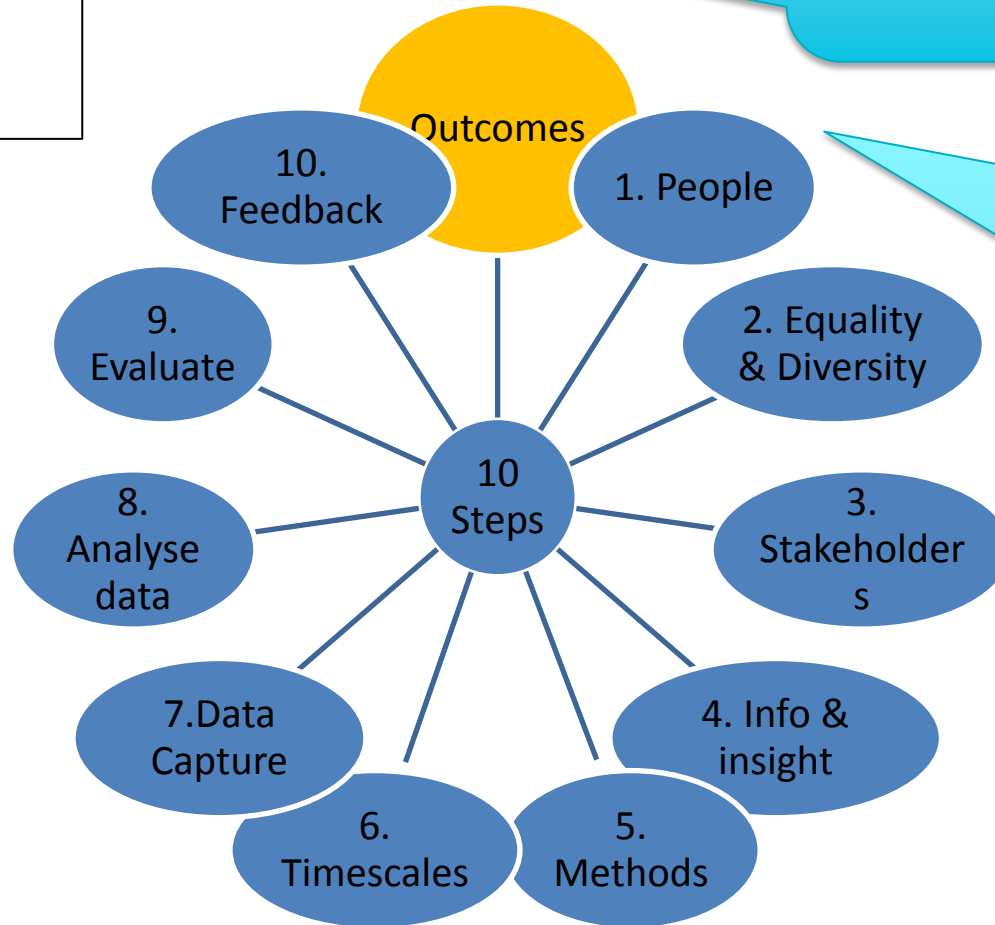 Outcomes
1. People
2. Equality
& Diversity
3.
Stakeholder
s
4. Info &
insight
5.
Methods
6.
Timescales
7.Data
Capture
8.
Analyse
data
9.
Evaluate
10.
Feedback
10
Steps